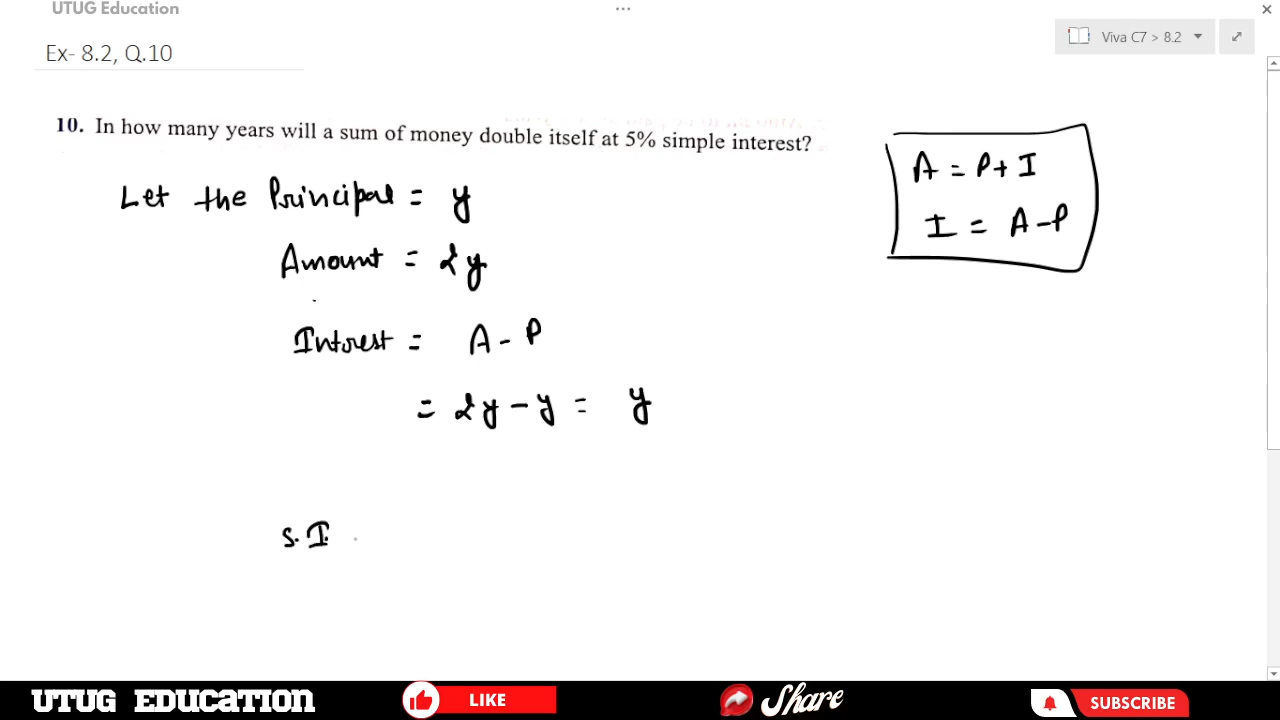 UTUG Education
...
Ex- 8.2, Q.10
Viva C7 > 8.2
10. In how many years will a sum of money double itself at 5% simple interest?
A = P + I
I = A - P
Let the Principal = y
Amount = 2y
Intrest = A - P
= 2y - y = y
S.I
UTUG EDUCATION
LIKE
Share
SUBSCRIBE